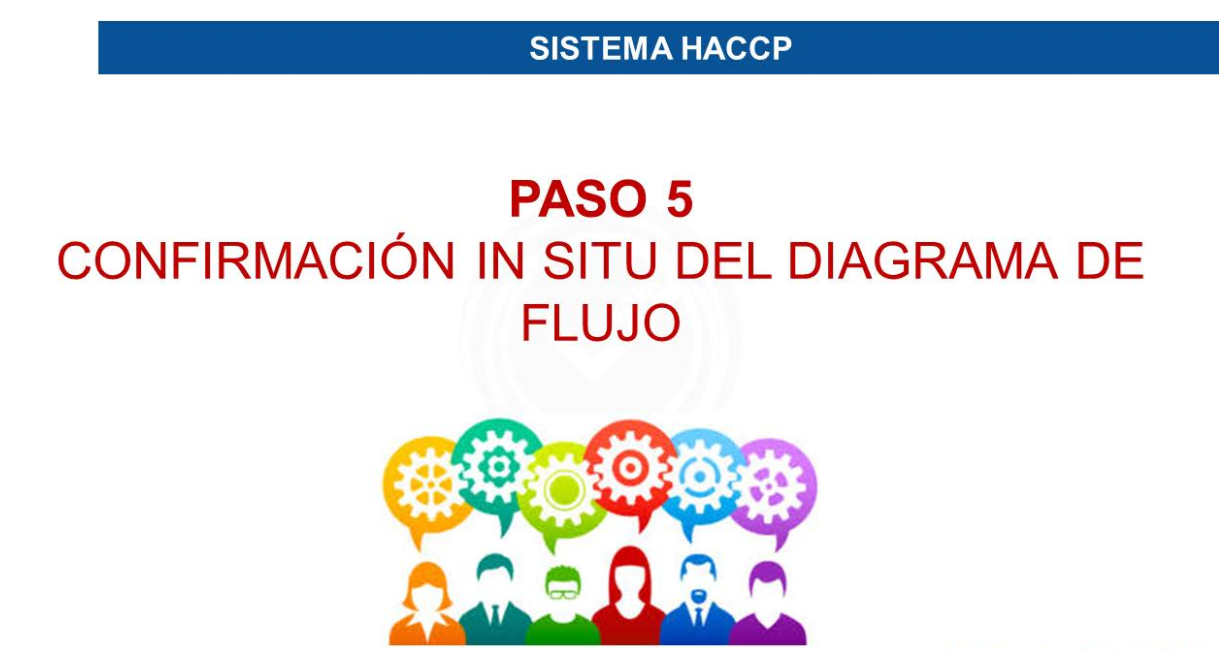 SISTEMA HACCP
PASO 5
CONFIRMACIÓN IN SITU DEL DIAGRAMA DE
FLUJO